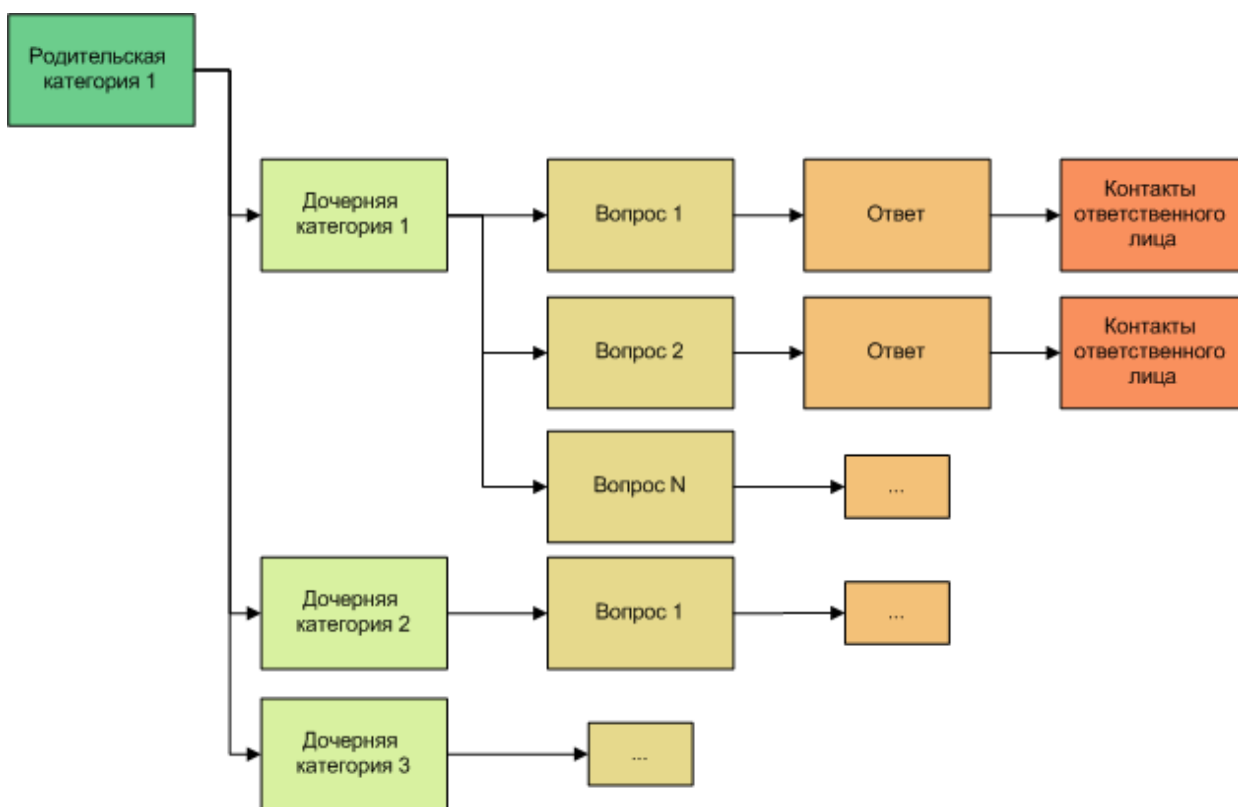 Родительская
категория 1
Дочерняя
категория 1
Вопрос 1
Ответ
Контакты
ответственного
лица
Вопрос 2
Ответ
Контакты
ответственного
лица
Вопрос N
...
Дочерняя
категория 2
Вопрос 1
...
Дочерняя
категория 3
...